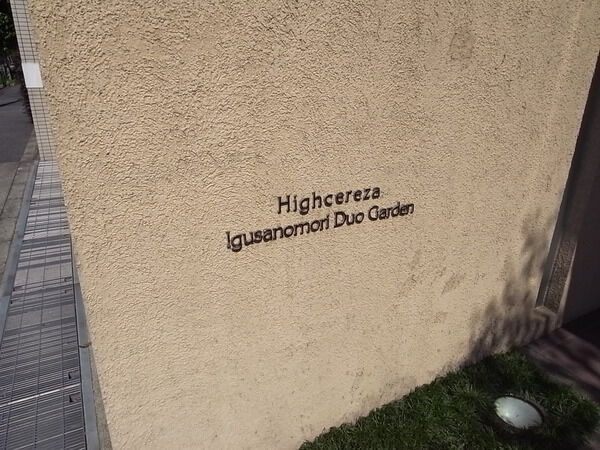 Highcereza
Igusanomori Duo Garden